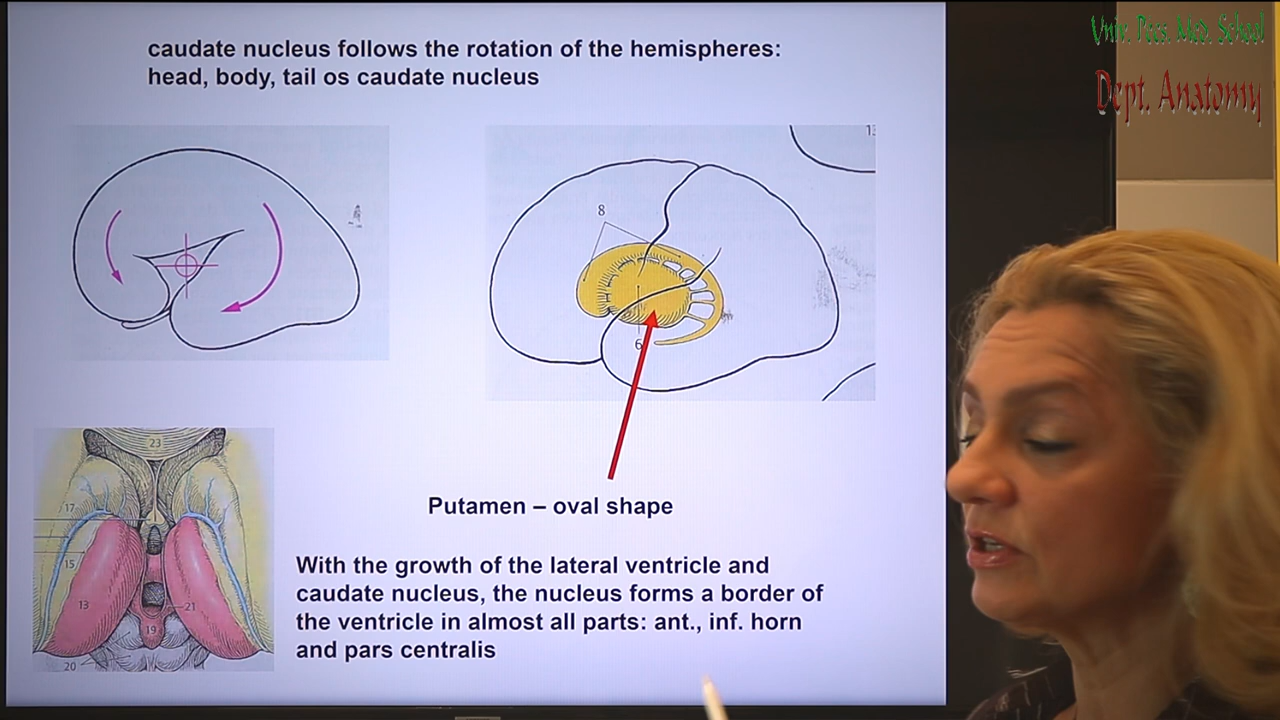 Univ. Pecs. Med. School
Dept. Anatomy
caudate nucleus follows the rotation of the hemispheres:
head, body, tail os caudate nucleus
8
6
1
23
17
15
13
21
19
20
Putamen – oval shape
With the growth of the lateral ventricle and
caudate nucleus, the nucleus forms a border of
the ventricle in almost all parts: ant., inf. horn
and pars centralis